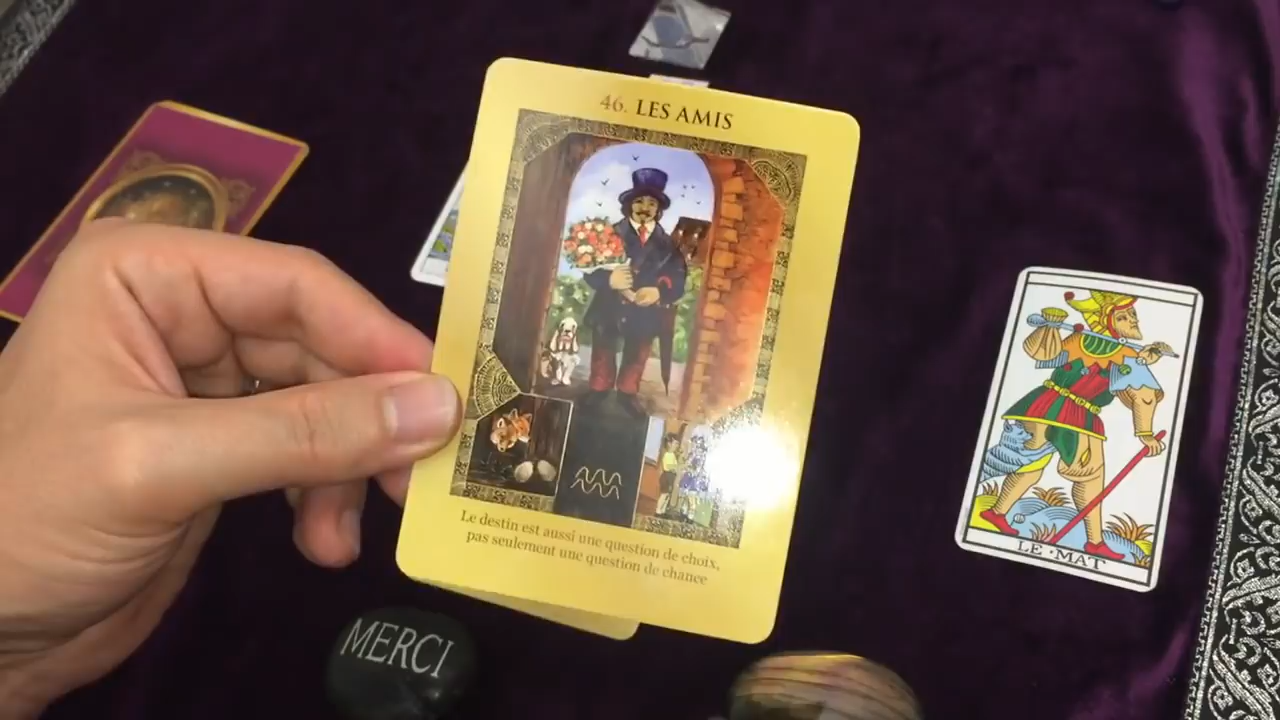 46. LES AMIS
Le destin est aussi une question de choix,
pas seulement une question de chance
LE·MAT
MERCI